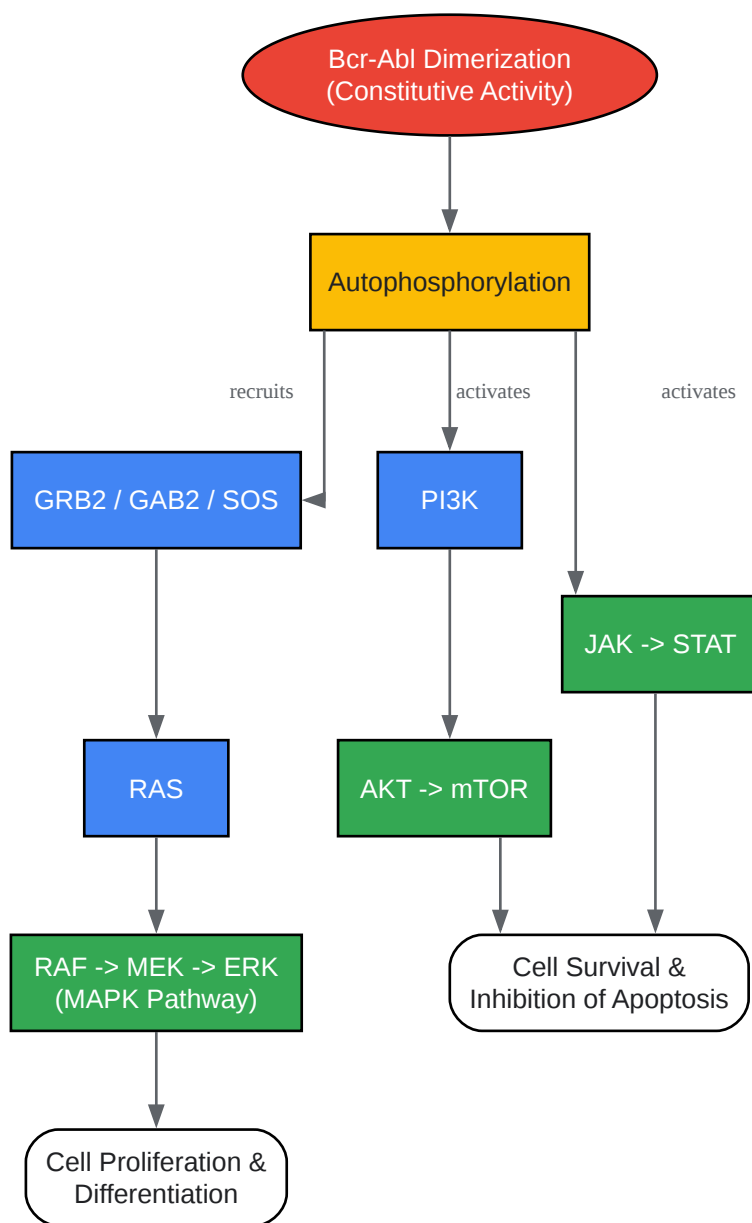 Bcr-Abl Dimerization
(Constitutive Activity)
Autophosphorylation
recruits
activates
activates
GRB2 / GAB2 / SOS
PI3K
JAK -> STAT
RAS
AKT -> mTOR
RAF -> MEK -> ERK
(MAPK Pathway)
Cell Survival &
Inhibition of Apoptosis
Cell Proliferation &
Differentiation